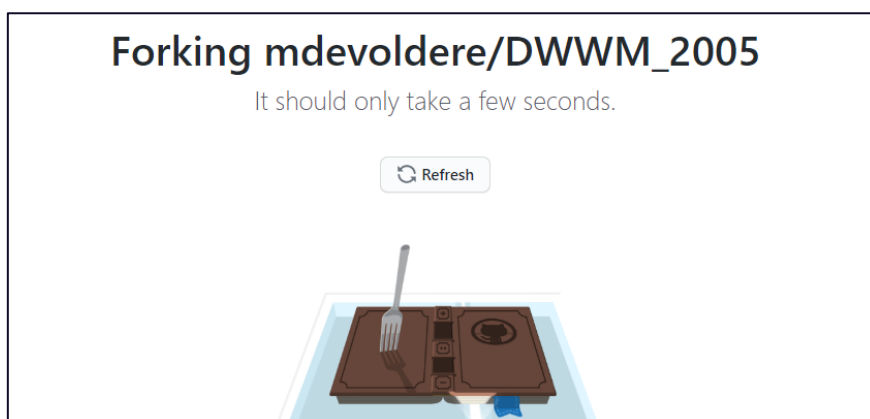 Forking mdevoldere/DWWM_2005
It should only take a few seconds.
Refresh